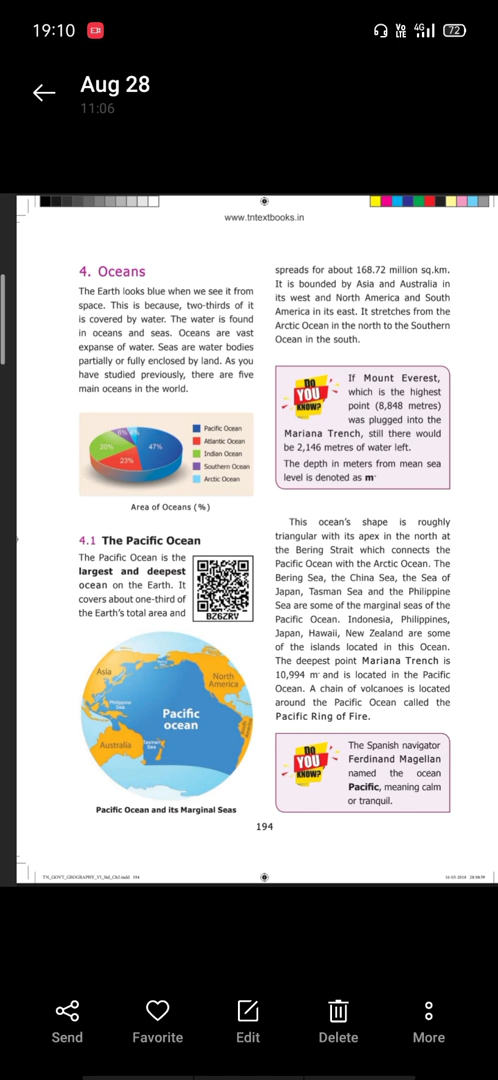 19:10
Vo LTE 4G 72
Aug 28
11:06
www.tntextbooks.in
4. Oceans
The Earth looks blue when we see it from
space. This is because, two-thirds of it
is covered by water. The water is found
in oceans and seas. Oceans are vast
expanse of water. Seas are water bodies
partially or fully enclosed by land. As you
have studied previously, there are five
main oceans in the world.
6% 4%
20% 47%
23%
Pacific Ocean
Atlantic Ocean
Indian Ocean
Southern Ocean
Arctic Ocean
Area of Oceans (%)
4.1 The Pacific Ocean
The Pacific Ocean is the
largest and deepest
ocean on the Earth. It
covers about one-third of
the Earth's total area and
BZ6ZRV
Asia
North
America
Philippine
Sea
Pacific
ocean
Australia
Tasman
Sea
Pacific Ocean and its Marginal Seas
spreads for about 168.72 million sq.km.
It is bounded by Asia and Australia in
its west and North America and South
America in its east. It stretches from the
Arctic Ocean in the north to the Southern
Ocean in the south.
DO
YOU
KNOW?
If Mount Everest,
which is the highest
point (8,848 metres)
was plugged into the
Mariana Trench, still there would
be 2,146 metres of water left.
The depth in meters from mean sea
level is denoted as m-
This ocean's shape is roughly
triangular with its apex in the north at
the Bering Strait which connects the
Pacific Ocean with the Arctic Ocean. The
Bering Sea, the China Sea, the Sea of
Japan, Tasman Sea and the Philippine
Sea are some of the marginal seas of the
Pacific Ocean. Indonesia, Philippines,
Japan, Hawaii, New Zealand are some
of the islands located in this Ocean.
The deepest point Mariana Trench is
10,994 m- and is located in the Pacific
Ocean. A chain of volcanoes is located
around the Pacific Ocean called the
Pacific Ring of Fire.
DO
YOU
KNOW?
The Spanish navigator
Ferdinand Magellan
named the ocean
Pacific, meaning calm
or tranquil.
194
TN_GOVT_GEOGRAPHY_VI_Std_Ch2.indd 194
Send
Favorite
Edit
Delete
More